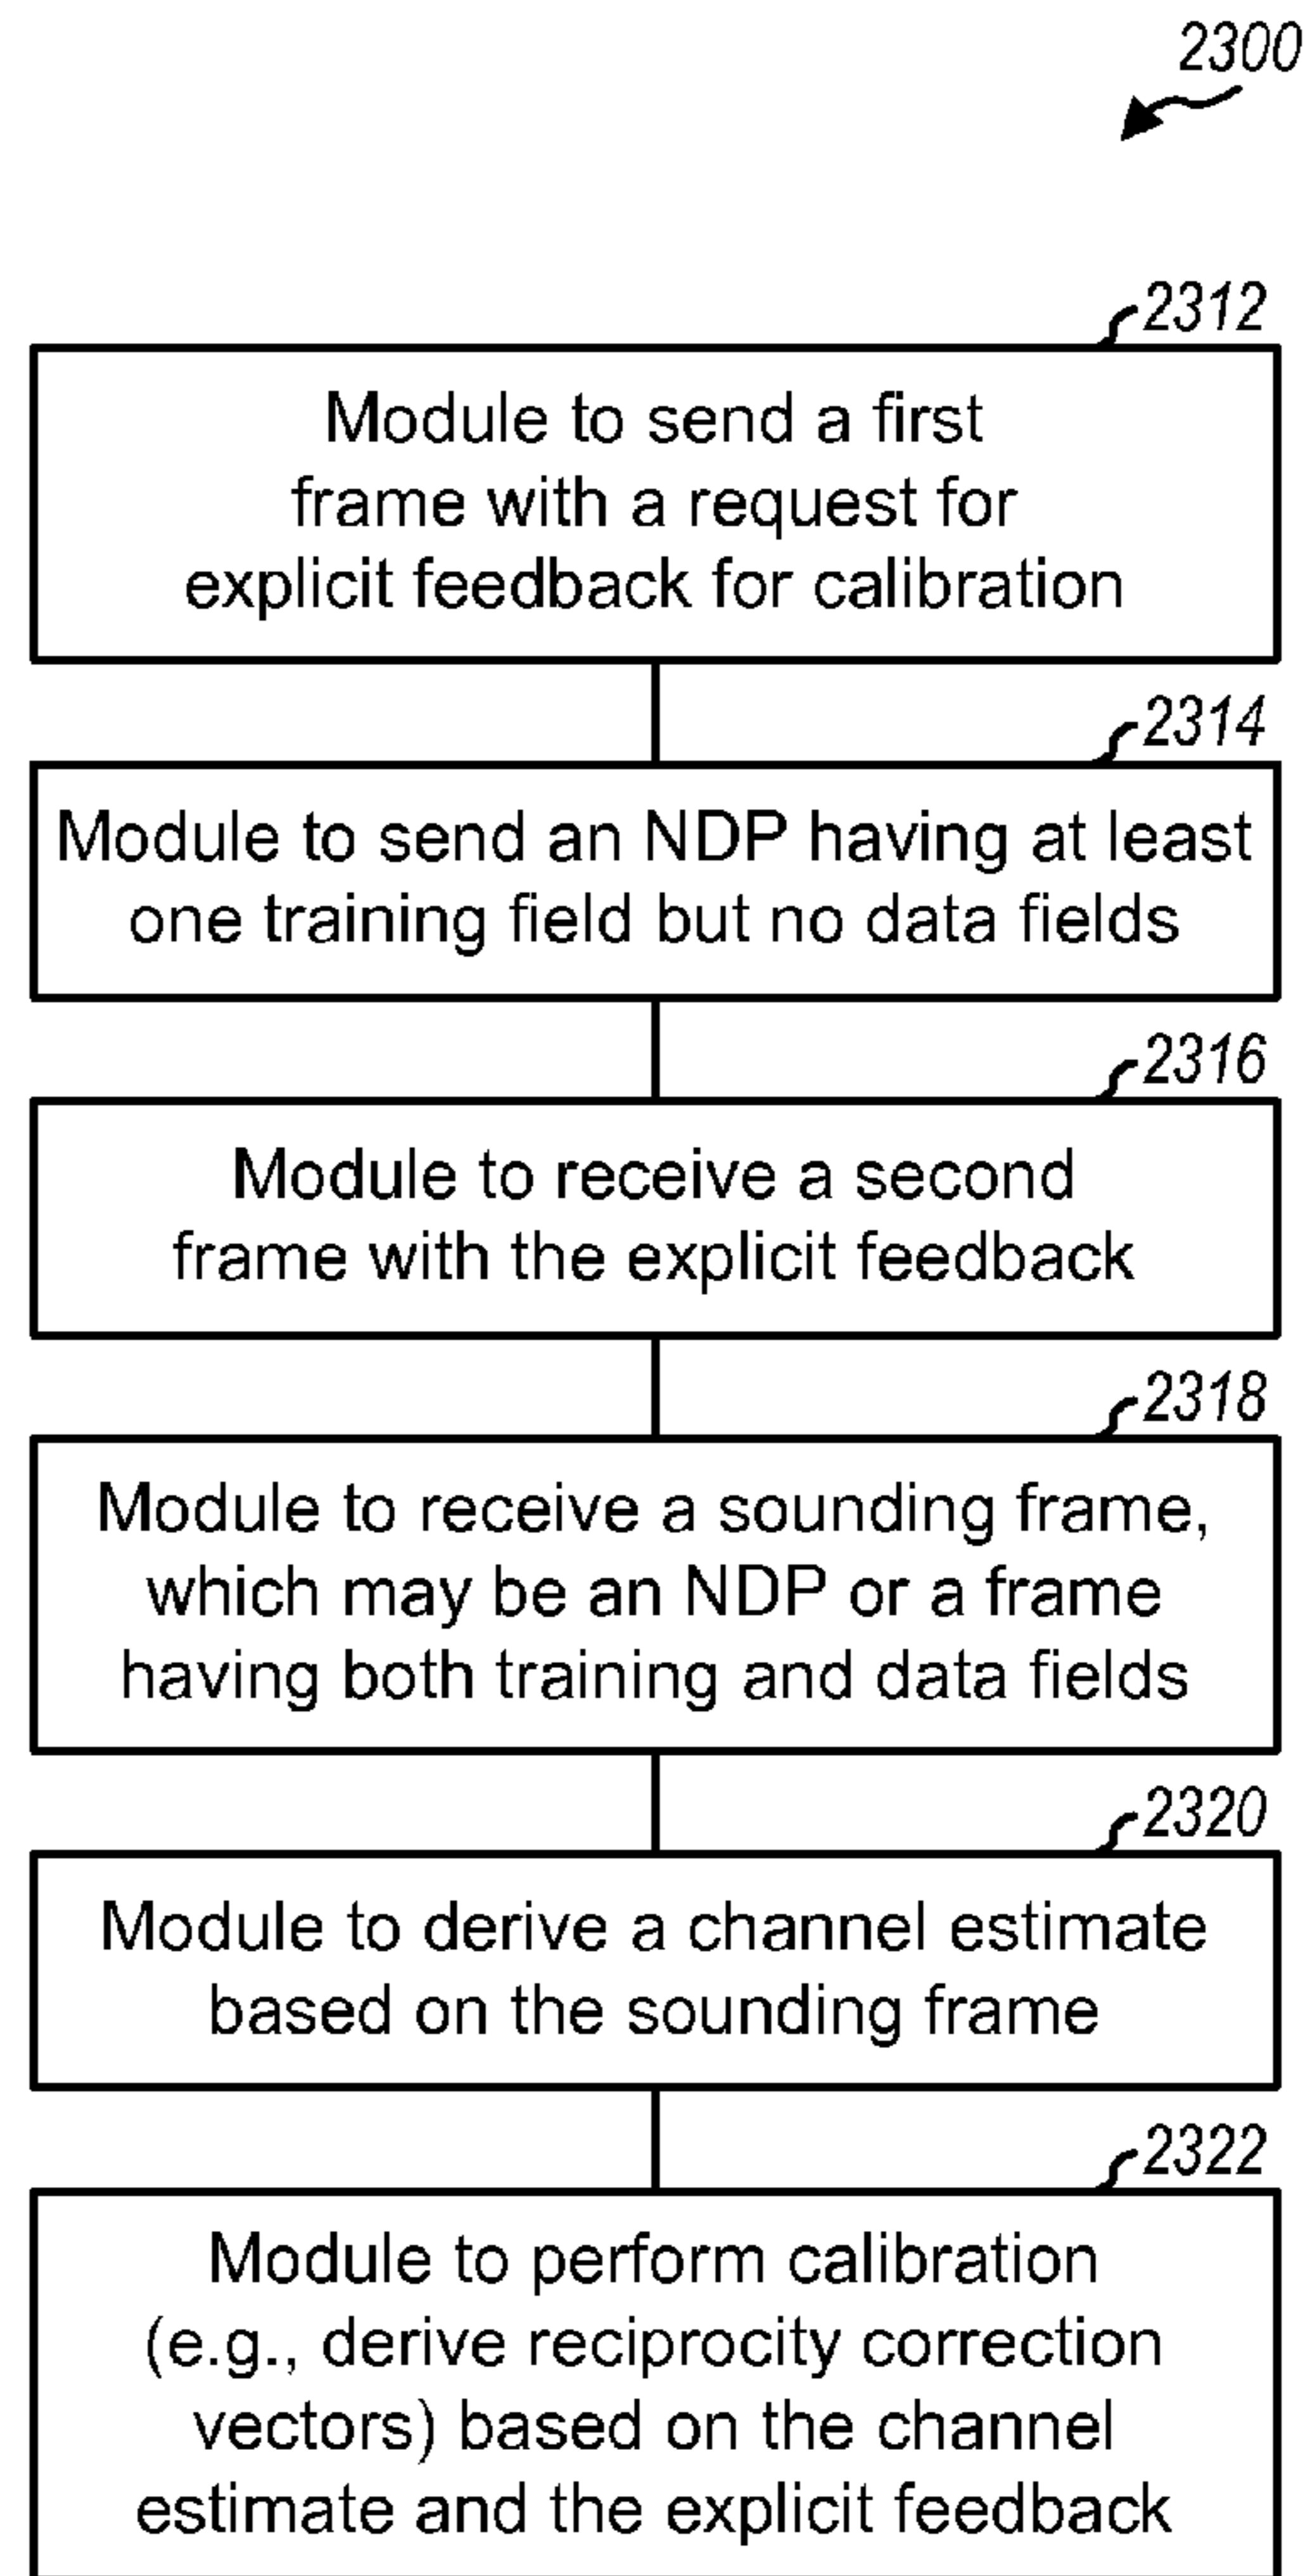 2300
2312
Module to send a first
frame with a request for
explicit feedback for calibration
2314
Module to send an NDP having at least
one training field but no data fields
2316
Module to receive a second
frame with the explicit feedback
2318
Module to receive a sounding frame,
which may be an NDP or a frame
having both training and data fields
2320
Module to derive a channel estimate
based on the sounding frame
2322
Module to perform calibration
(e.g., derive reciprocity correction
vectors) based on the channel
estimate and the explicit feedback